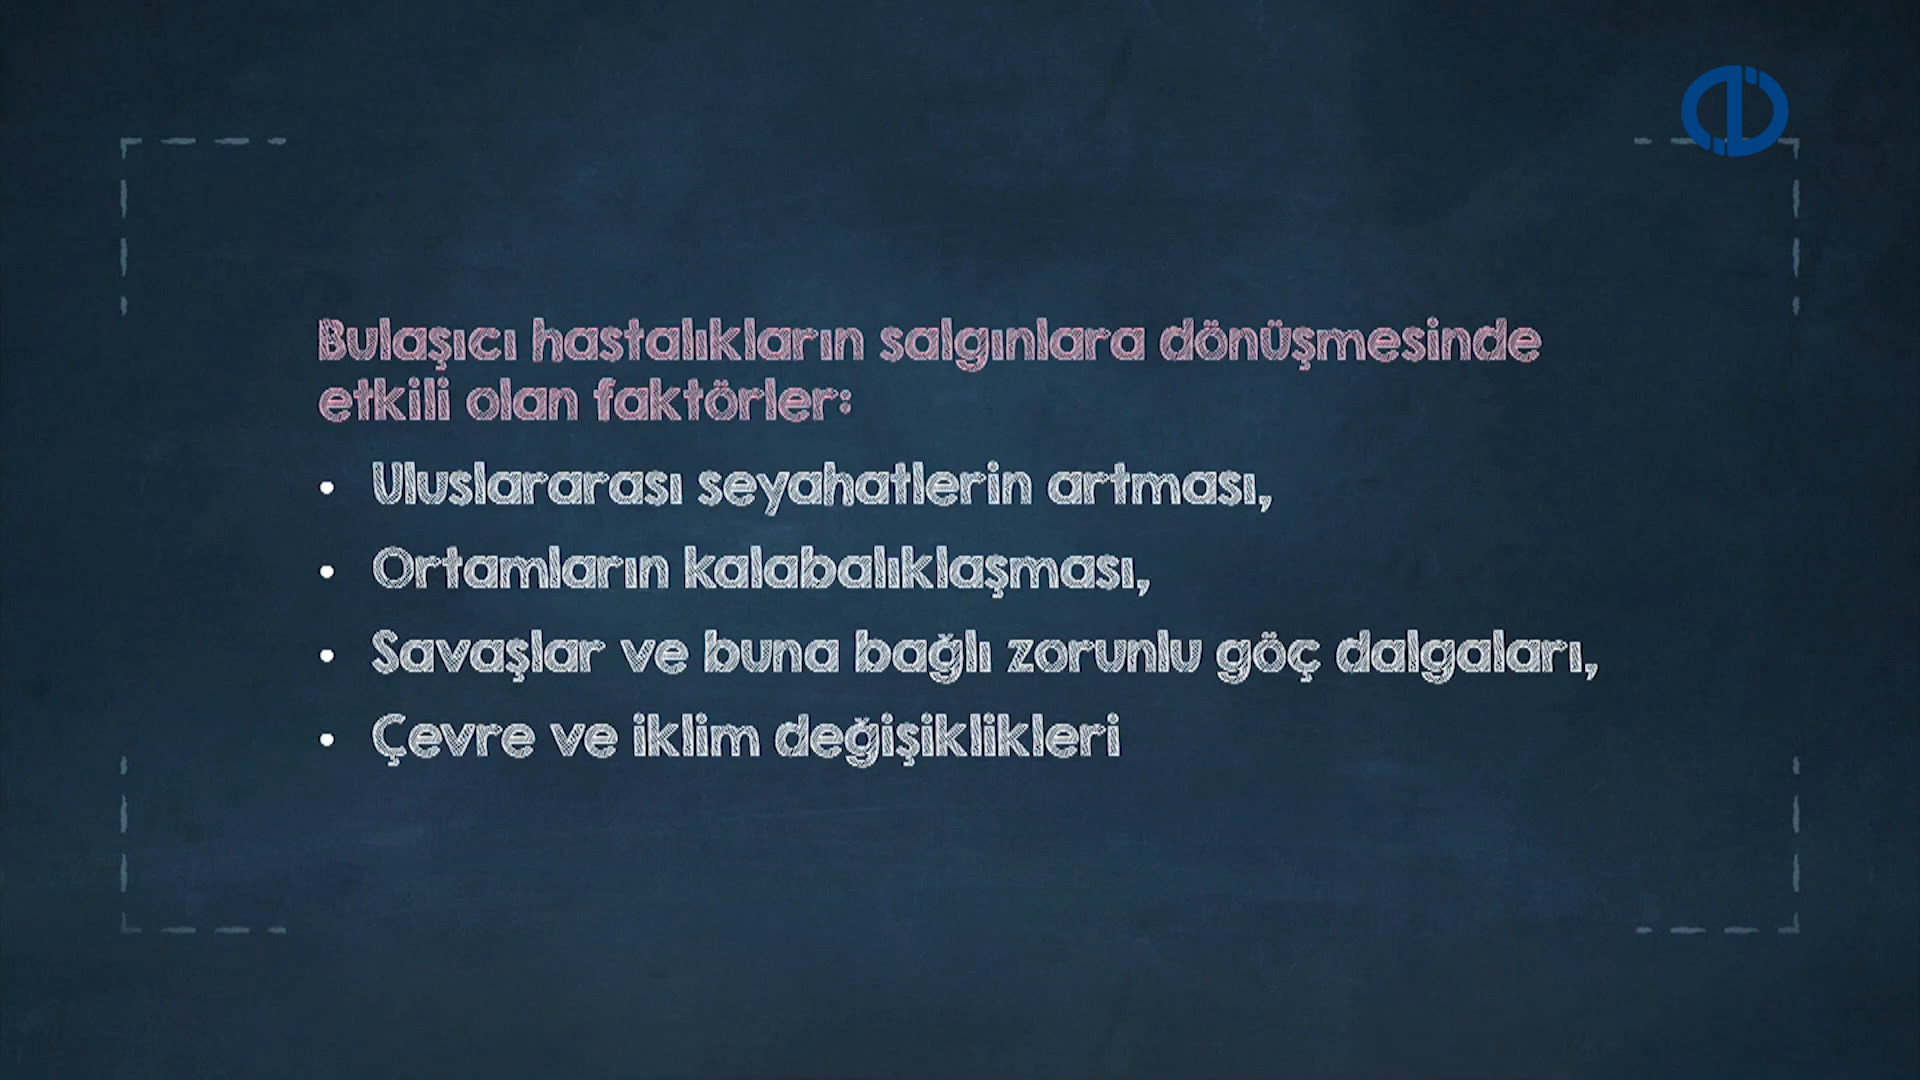 Bulaşıcı hastalıkların salgınlara dönüşmesinde
etkili olan faktörler:
• Uluslararası seyahatlerin artması,
• Ortamların kalabalıklaşması,
• Savaşlar ve buna bağlı zorunlu göç dalgaları,
• Çevre ve iklim değişiklikleri